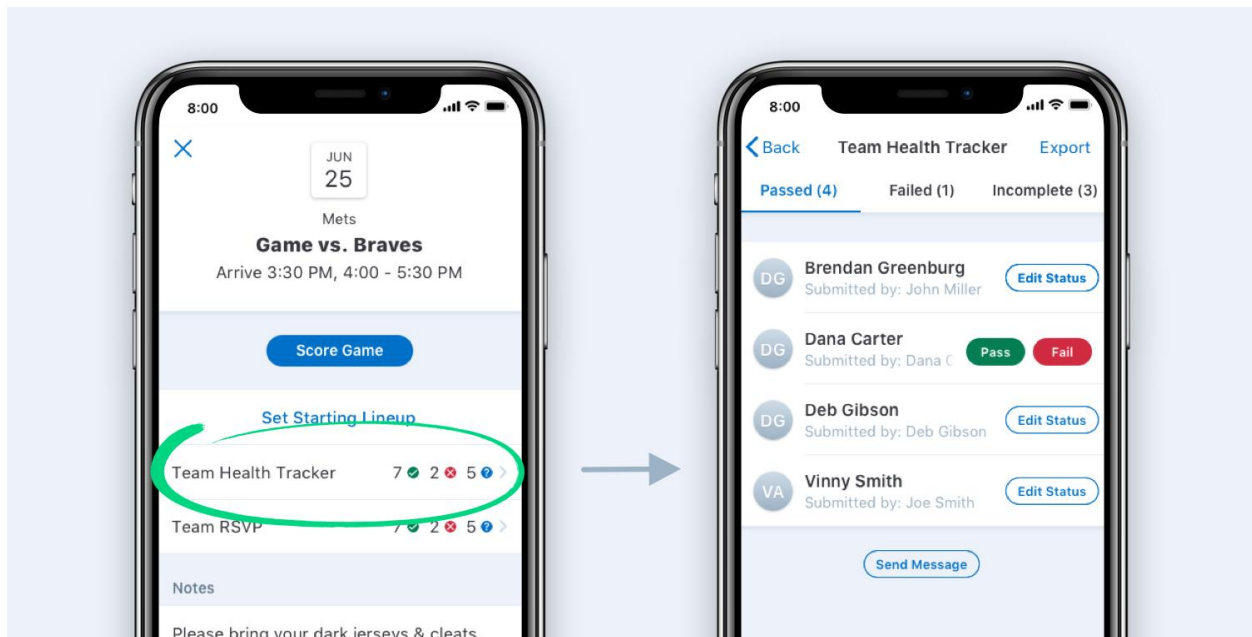 8:00
JUN
25
Mets
Game vs. Braves
Arrive 3:30 PM, 4:00 - 5:30 PM
Score Game
Set Starting Lineup
Team Health Tracker 7 2 5
Team RSVP 7 2 5
Notes
Please bring your dark jerseys & cleats
8:00
Back Team Health Tracker Export
Passed (4) Failed (1) Incomplete (3)
DG Brendan Greenburg Edit Status
Submitted by: John Miller
DG Dana Carter Pass Fail
Submitted by: Dana C
DG Deb Gibson Edit Status
Submitted by: Deb Gibson
VA Vinny Smith Edit Status
Submitted by: Joe Smith
Send Message